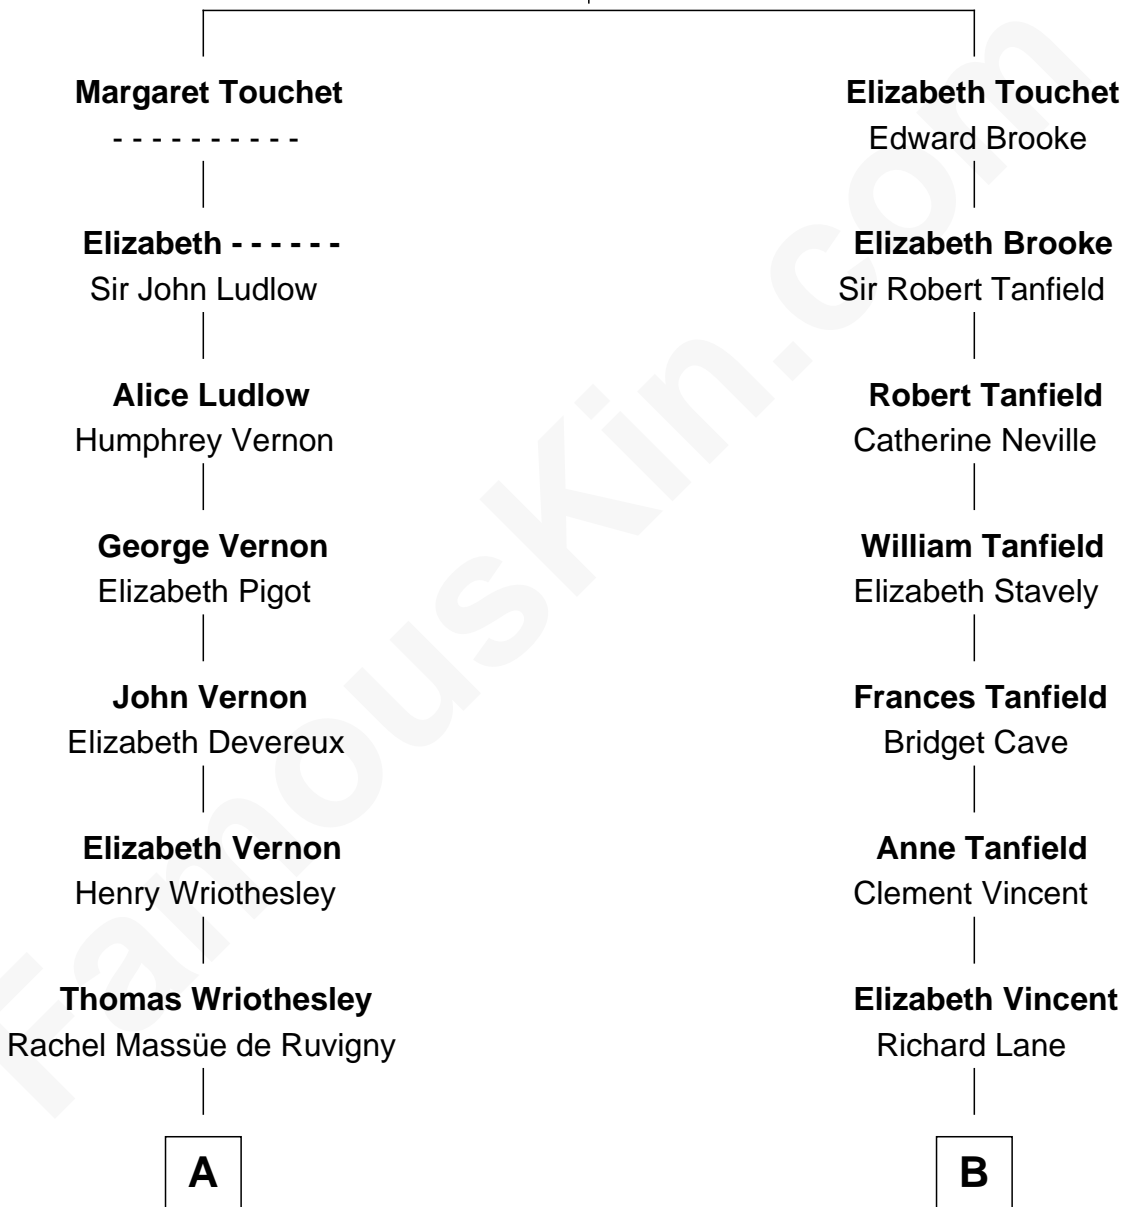 Margaret Touchet
- - - - - - - - - -
Elizabeth - - - - - -
Sir John Ludlow
Alice Ludlow
Humphrey Vernon
George Vernon
Elizabeth Pigot
John Vernon
Elizabeth Devereux
Elizabeth Vernon
Henry Wriothesley
Thomas Wriothesley
Rachel Massüe de Ruvigny
A
Elizabeth Touchet
Edward Brooke
Elizabeth Brooke
Sir Robert Tanfield
Robert Tanfield
Catherine Neville
William Tanfield
Elizabeth Stavely
Frances Tanfield
Bridget Cave
Anne Tanfield
Clement Vincent
Elizabeth Vincent
Richard Lane
B
FamousKin.com